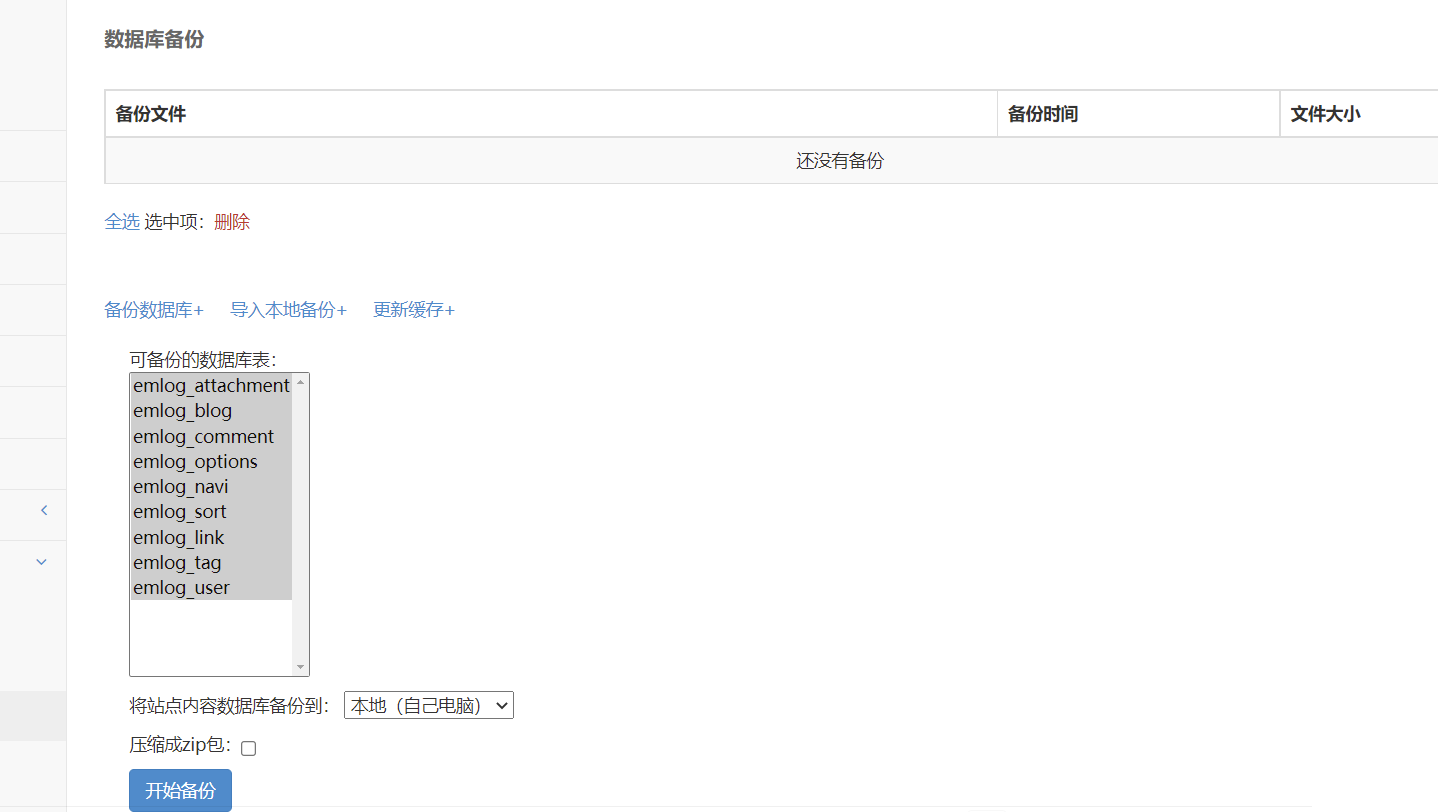 数据库备份
备份文件 备份时间 文件大小
还没有备份
全选 选中项：删除
备份数据库+ 导入本地备份+ 更新缓存+
可备份的数据库表：
emlog_attachment
emlog_blog
emlog_comment
emlog_options
emlog_navi
emlog_sort
emlog_link
emlog_tag
emlog_user
将站点内容数据库备份到： 本地（自己电脑）
压缩成zip包：
开始备份